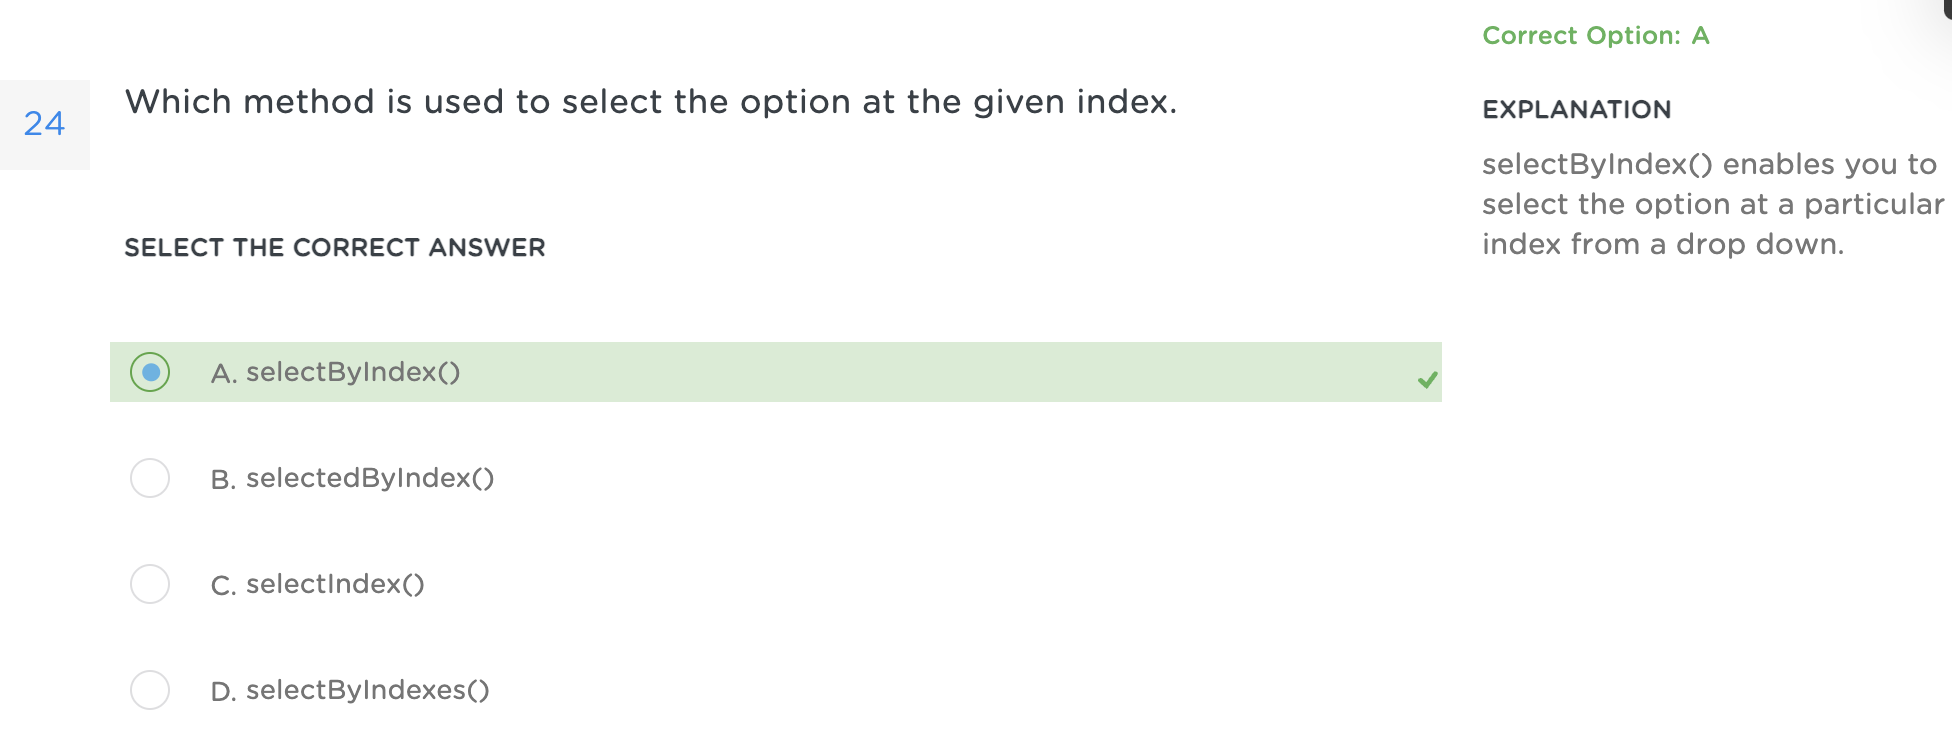 24
Which method is used to select the option at the given index.
SELECT THE CORRECT ANSWER
A. selectByIndex()
B. selectedByIndex()
C. selectIndex()
D. selectByIndexes()
Correct Option: A
EXPLANATION
selectByIndex() enables you to
select the option at a particular
index from a drop down.